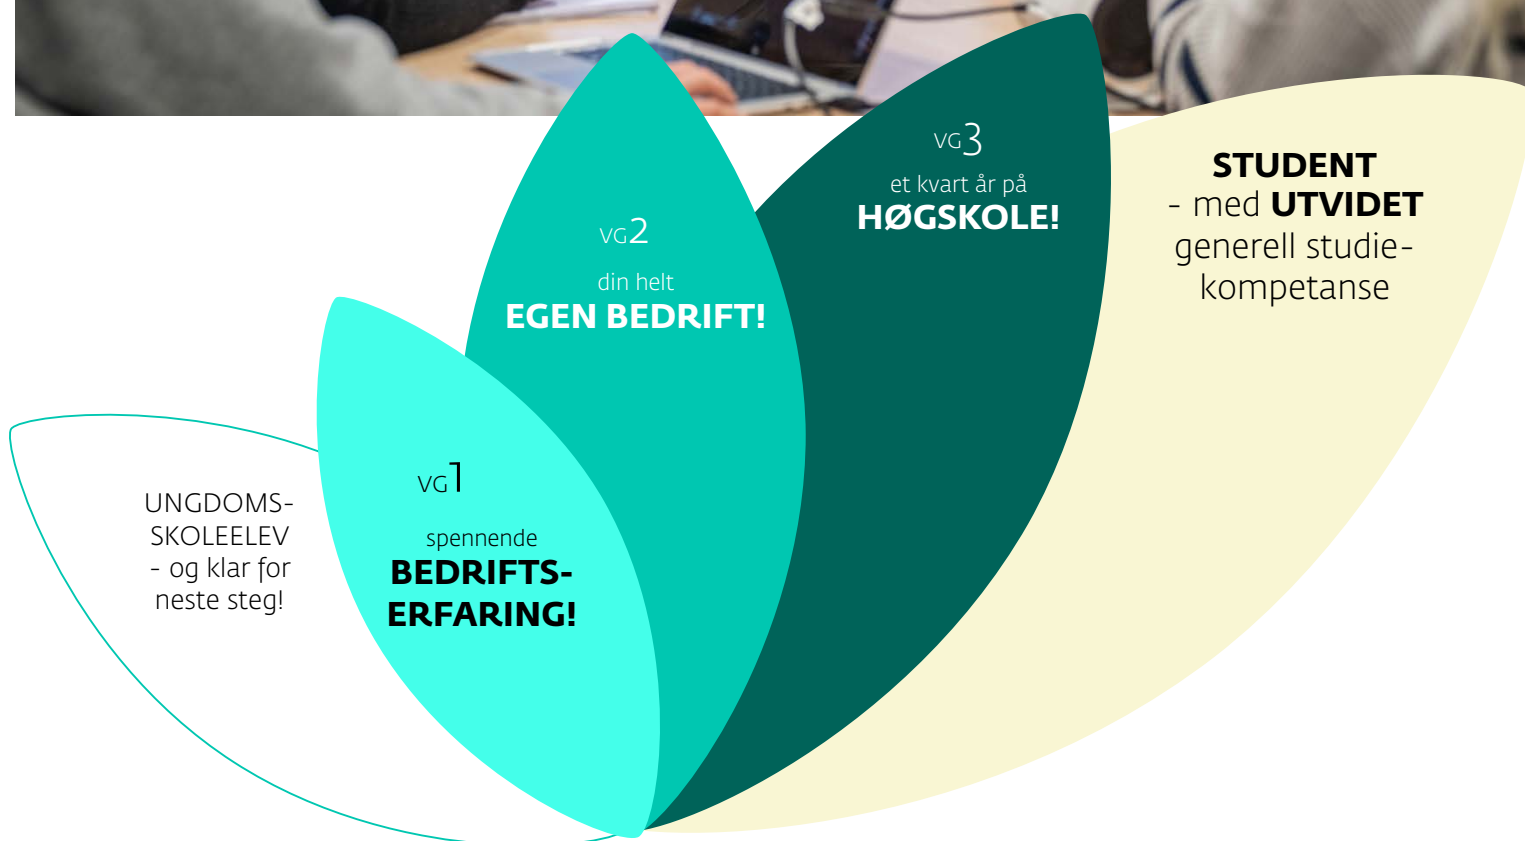 UNGDOMS-
SKOLEELEV
- og klar for
neste steg!
VG1
spennende
BEDRIFTS-
ERFARING!
VG2
din helt
EGEN BEDRIFT!
VG3
et kvart år på
HØGSKOLE!
STUDENT
- med UTVIDET
generell studie-
kompetanse